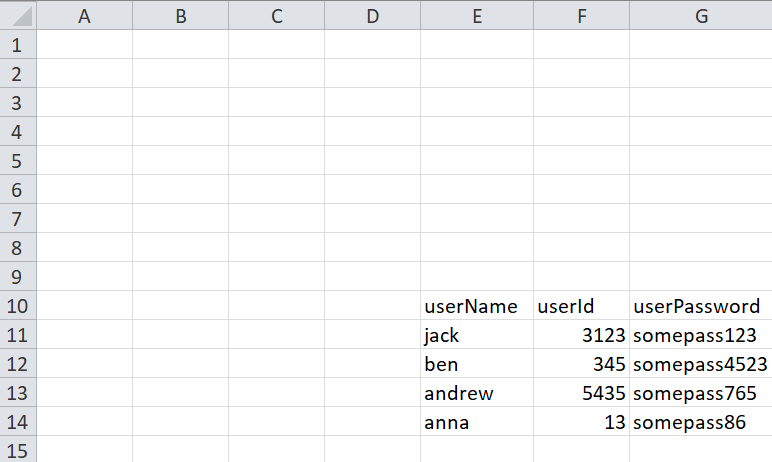 A B C D E F G
1
2
3
4
5
6
7
8
9
10 userName userId userPassword
11 jack 3123 somepass123
12 ben 345 somepass4523
13 andrew 5435 somepass765
14 anna 13 somepass86
15